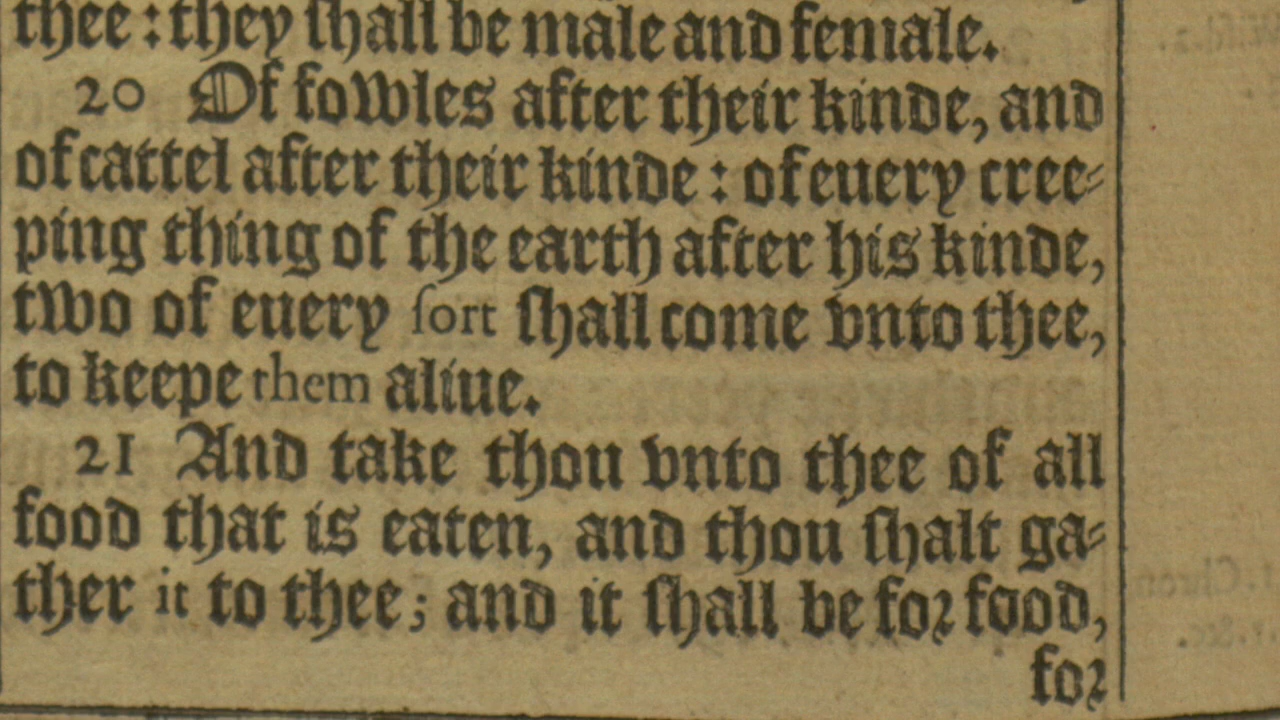 thee: they ſhall be male and female.
20 Of fowles after their kinde, and
of cattel after their kinde: of euery cree-
ping thing of the earth after his kinde,
two of euery ſort ſhall come vnto thee,
to keepe them aliue.
21 And take thou vnto thee of all
food that is eaten, and thou ſhalt ga-
ther it to thee; and it ſhall be for food,
for